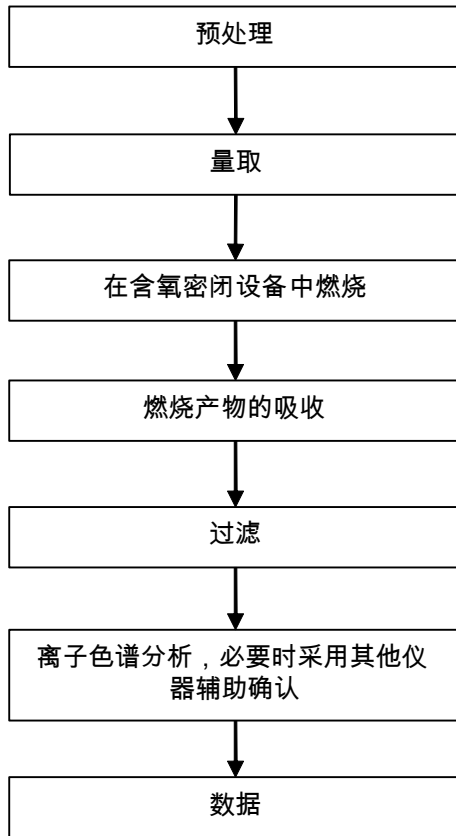 预处理
量取
在含氧密闭设备中燃烧
燃烧产物的吸收
过滤
离子色谱分析，必要时采用其他仪
器辅助确认
数据